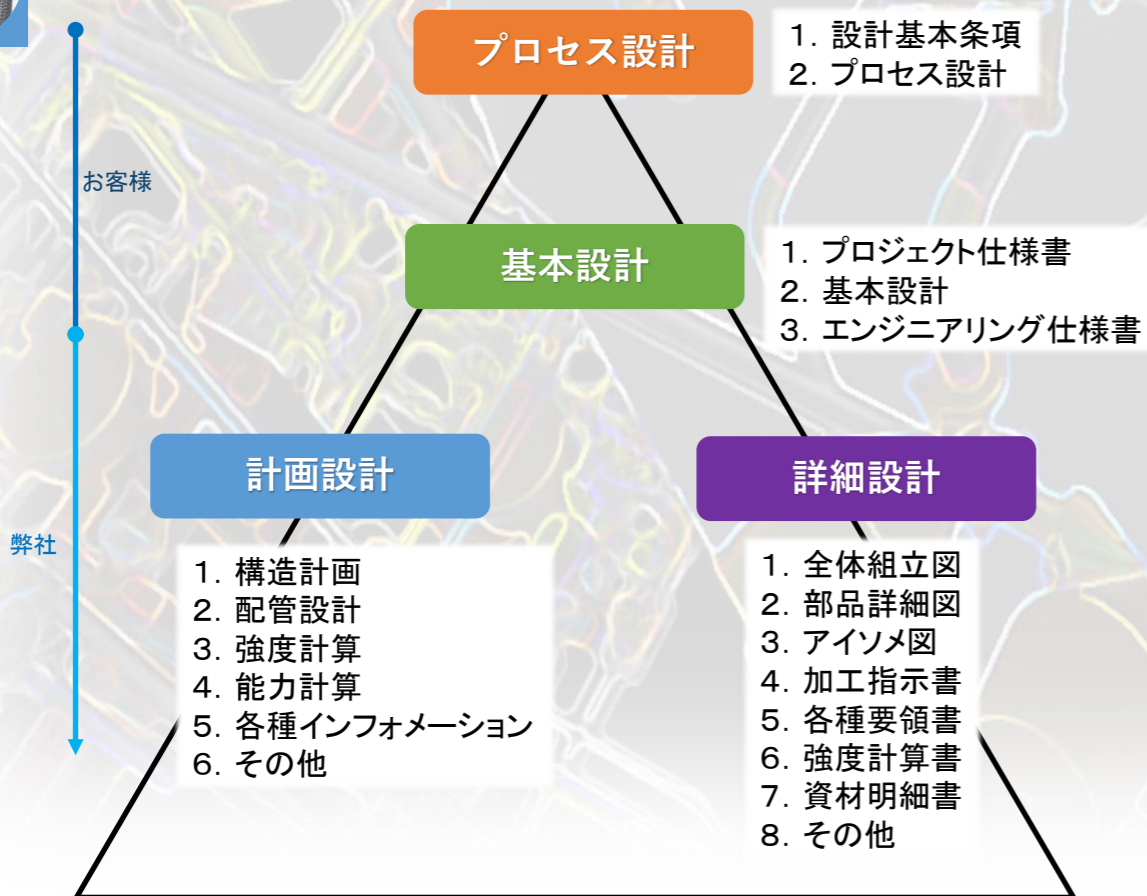 プロセス設計
1. 設計基本条項
2. プロセス設計
お客様
基本設計
1. プロジェクト仕様書
2. 基本設計
3. エンジニアリング仕様書
計画設計
詳細設計
弊社
1. 構造計画
2. 配管設計
3. 強度計算
4. 能力計算
5. 各種インフォメーション
6. その他
1. 全体組立図
2. 部品詳細図
3. アイソメ図
4. 加工指示書
5. 各種要領書
6. 強度計算書
7. 資材明細書
8. その他